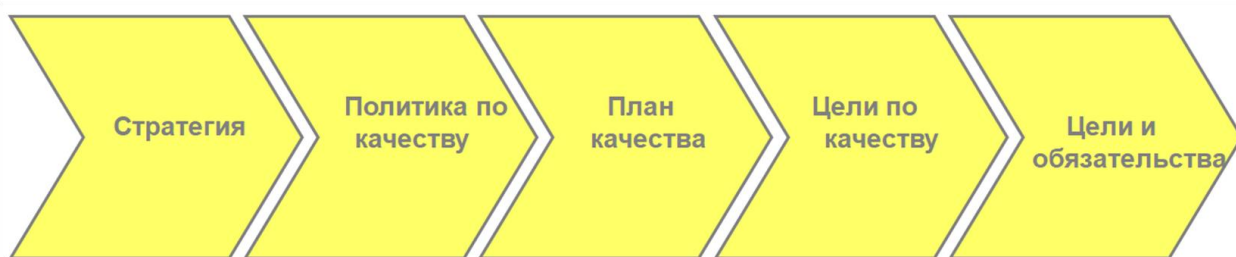 Стратегия
Политика по
качеству
План
качества
Цели по
качеству
Цели и
обязательства